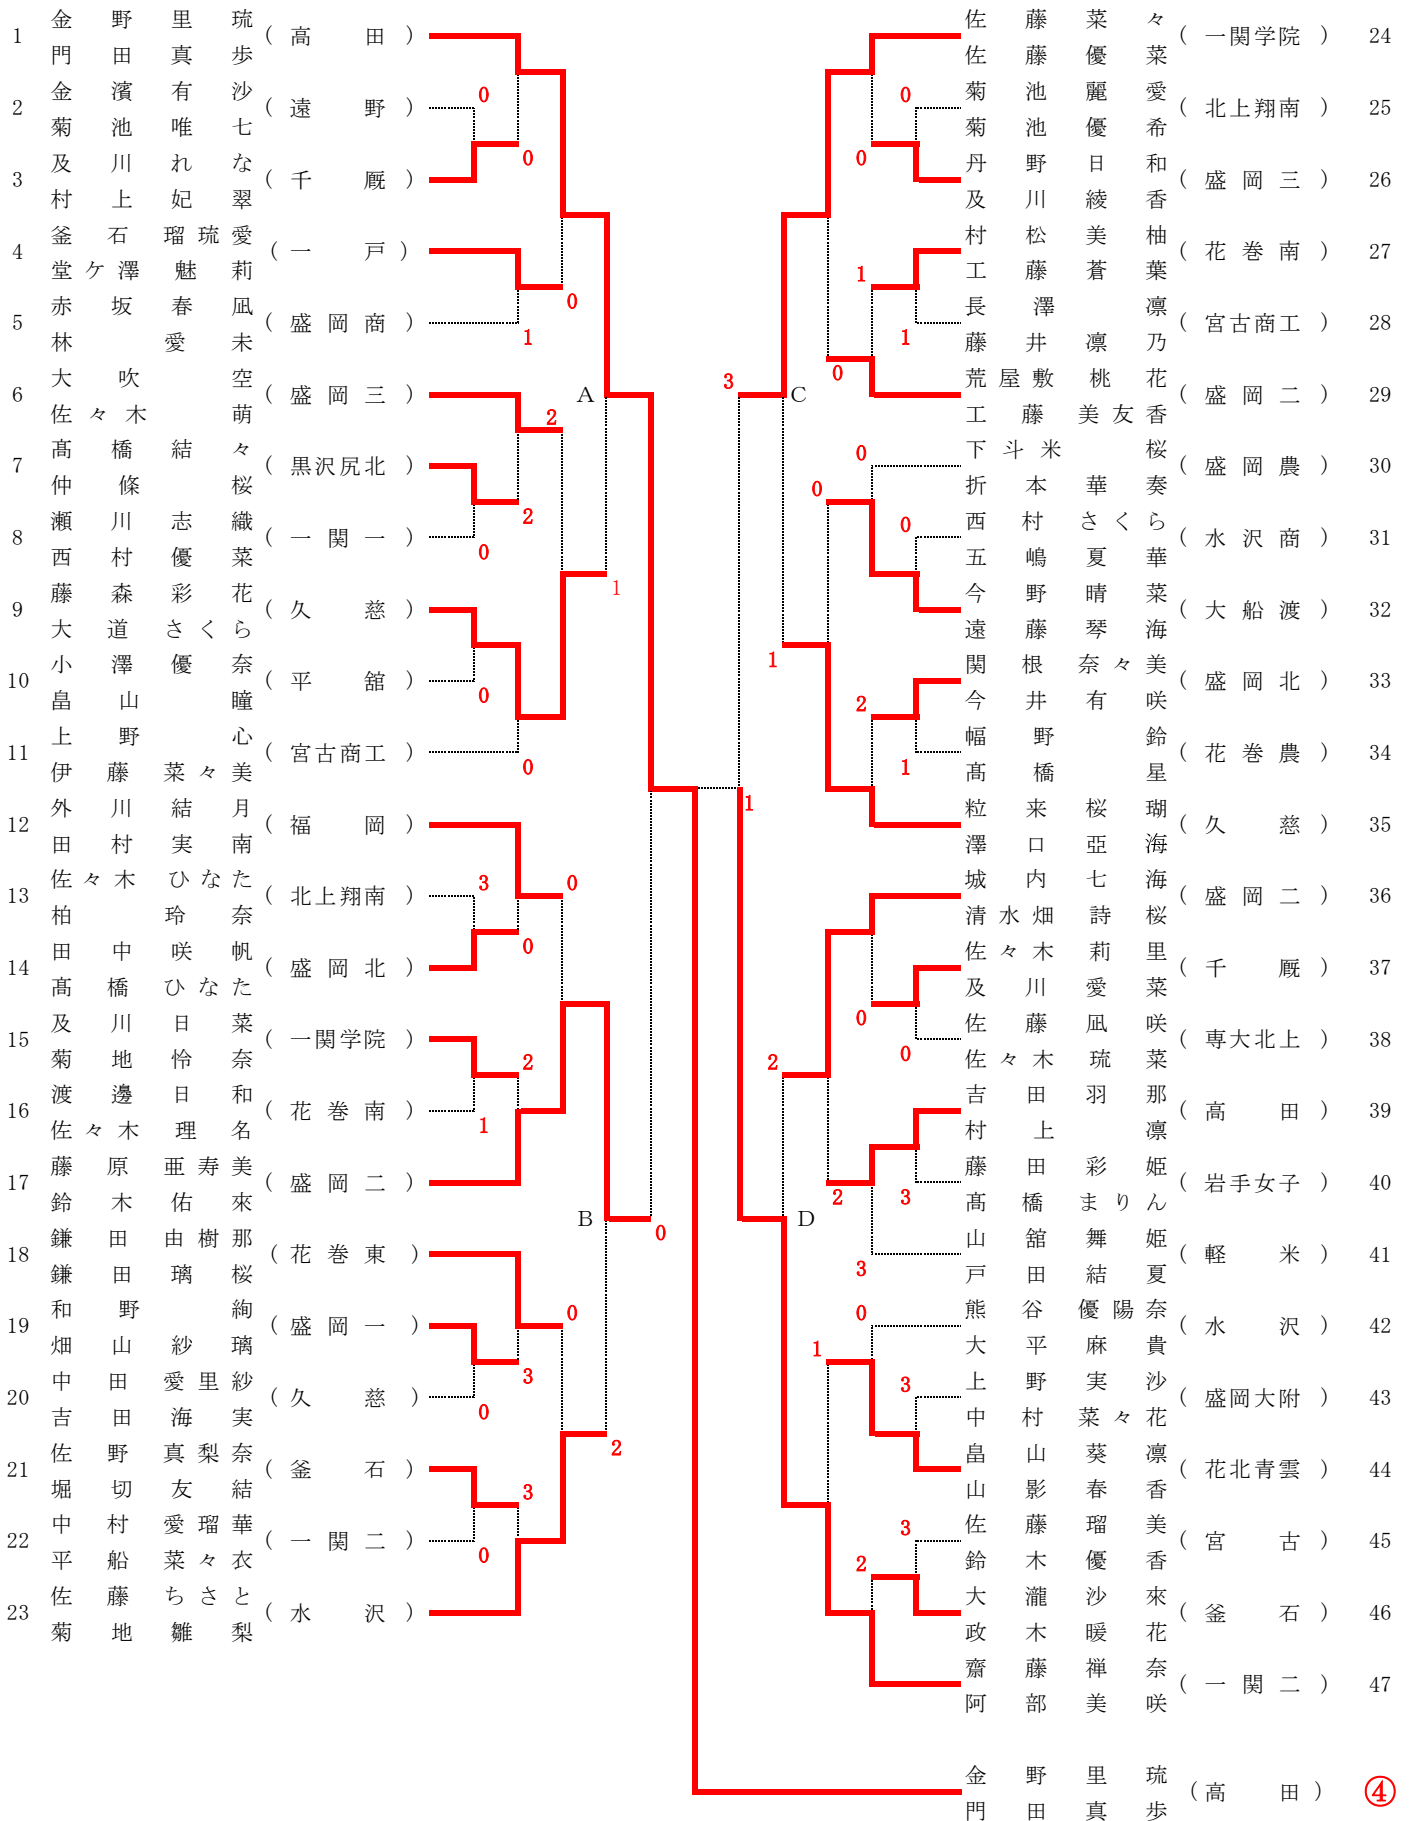 1 金野里琉 門田真歩 (高田)
2 金濱有沙 菊池唯七 (遠野)
3 及川れな 村上妃翠 (千厩)
4 釜石瑠琉愛 堂ケ澤魅莉 (一戸)
5 赤坂春凪 林愛未 (盛岡商)
6 大吹空 佐々木萌 (盛岡三)
7 髙橋結々 仲條桜 (黒沢尻北)
8 瀬川志織 西村優菜 (一関一)
9 藤森彩花 大道さくら (久慈)
10 小澤優奈 畠山瞳 (平舘)
11 上野心 伊藤菜々美 (宮古商工)
12 外川結月 田村実南 (福岡)
13 佐々木ひなた 柏玲奈 (北上翔南)
14 田中咲帆 髙橋ひなた (盛岡北)
15 及川日菜 菊地怜奈 (一関学院)
16 渡邊日和 佐々木理名 (花巻南)
17 藤原亜寿美 鈴木佑來 (盛岡二)
18 鎌田由樹那 鎌田璃桜 (花巻東)
19 和野絢 畑山紗璃 (盛岡一)
20 中田愛里紗 吉田海実 (久慈)
21 佐野真梨奈 堀切友結 (釜石)
22 中村愛瑠華 平船菜々衣 (一関二)
23 佐藤ちさと 菊地雛梨 (水沢)
0
0
0
1
2
2
0
A
1
0
0
3
0
0
2
1
B
0
0
3
0
2
3
0
3
1
C
D
0
0
1
1
0
0
0
0
1
2
1
0
0
2
2
3
3
0
1
3
3
2
佐藤菜々 佐藤優菜 (一関学院) 24
菊池麗愛 菊池優希 (北上翔南) 25
丹野日和 及川綾香 (盛岡三) 26
村松美柚 工藤蒼葉 (花巻南) 27
長澤凛 藤井凛乃 (宮古商工) 28
荒屋敷桃花 工藤美友香 (盛岡二) 29
下斗米桜 折本華奏 (盛岡農) 30
西村さくら 五嶋夏華 (水沢商) 31
今野晴菜 遠藤琴海 (大船渡) 32
関根奈々美 今井有咲 (盛岡北) 33
幅野鈴 髙橋星 (花巻農) 34
粒来桜瑚 澤口亞海 (久慈) 35
城内七海 清水畑詩桜 (盛岡二) 36
佐々木莉里 及川愛菜 (千厩) 37
佐藤凪咲 佐々木琉菜 (専大北上) 38
吉田羽那 村上凛 (高田) 39
藤田彩姫 髙橋まりん (岩手女子) 40
山舘舞姫 戸田結夏 (軽米) 41
熊谷優陽奈 大平麻貴 (水沢) 42
上野実沙 中村菜々花 (盛岡大附) 43
畠山葵凛 山影春香 (花北青雲) 44
佐藤瑠美 鈴木優香 (宮古) 45
大瀧沙來 政木暖花 (釜石) 46
齋藤禅奈 阿部美咲 (一関二) 47
金野里琉 門田真歩 (高田) ④